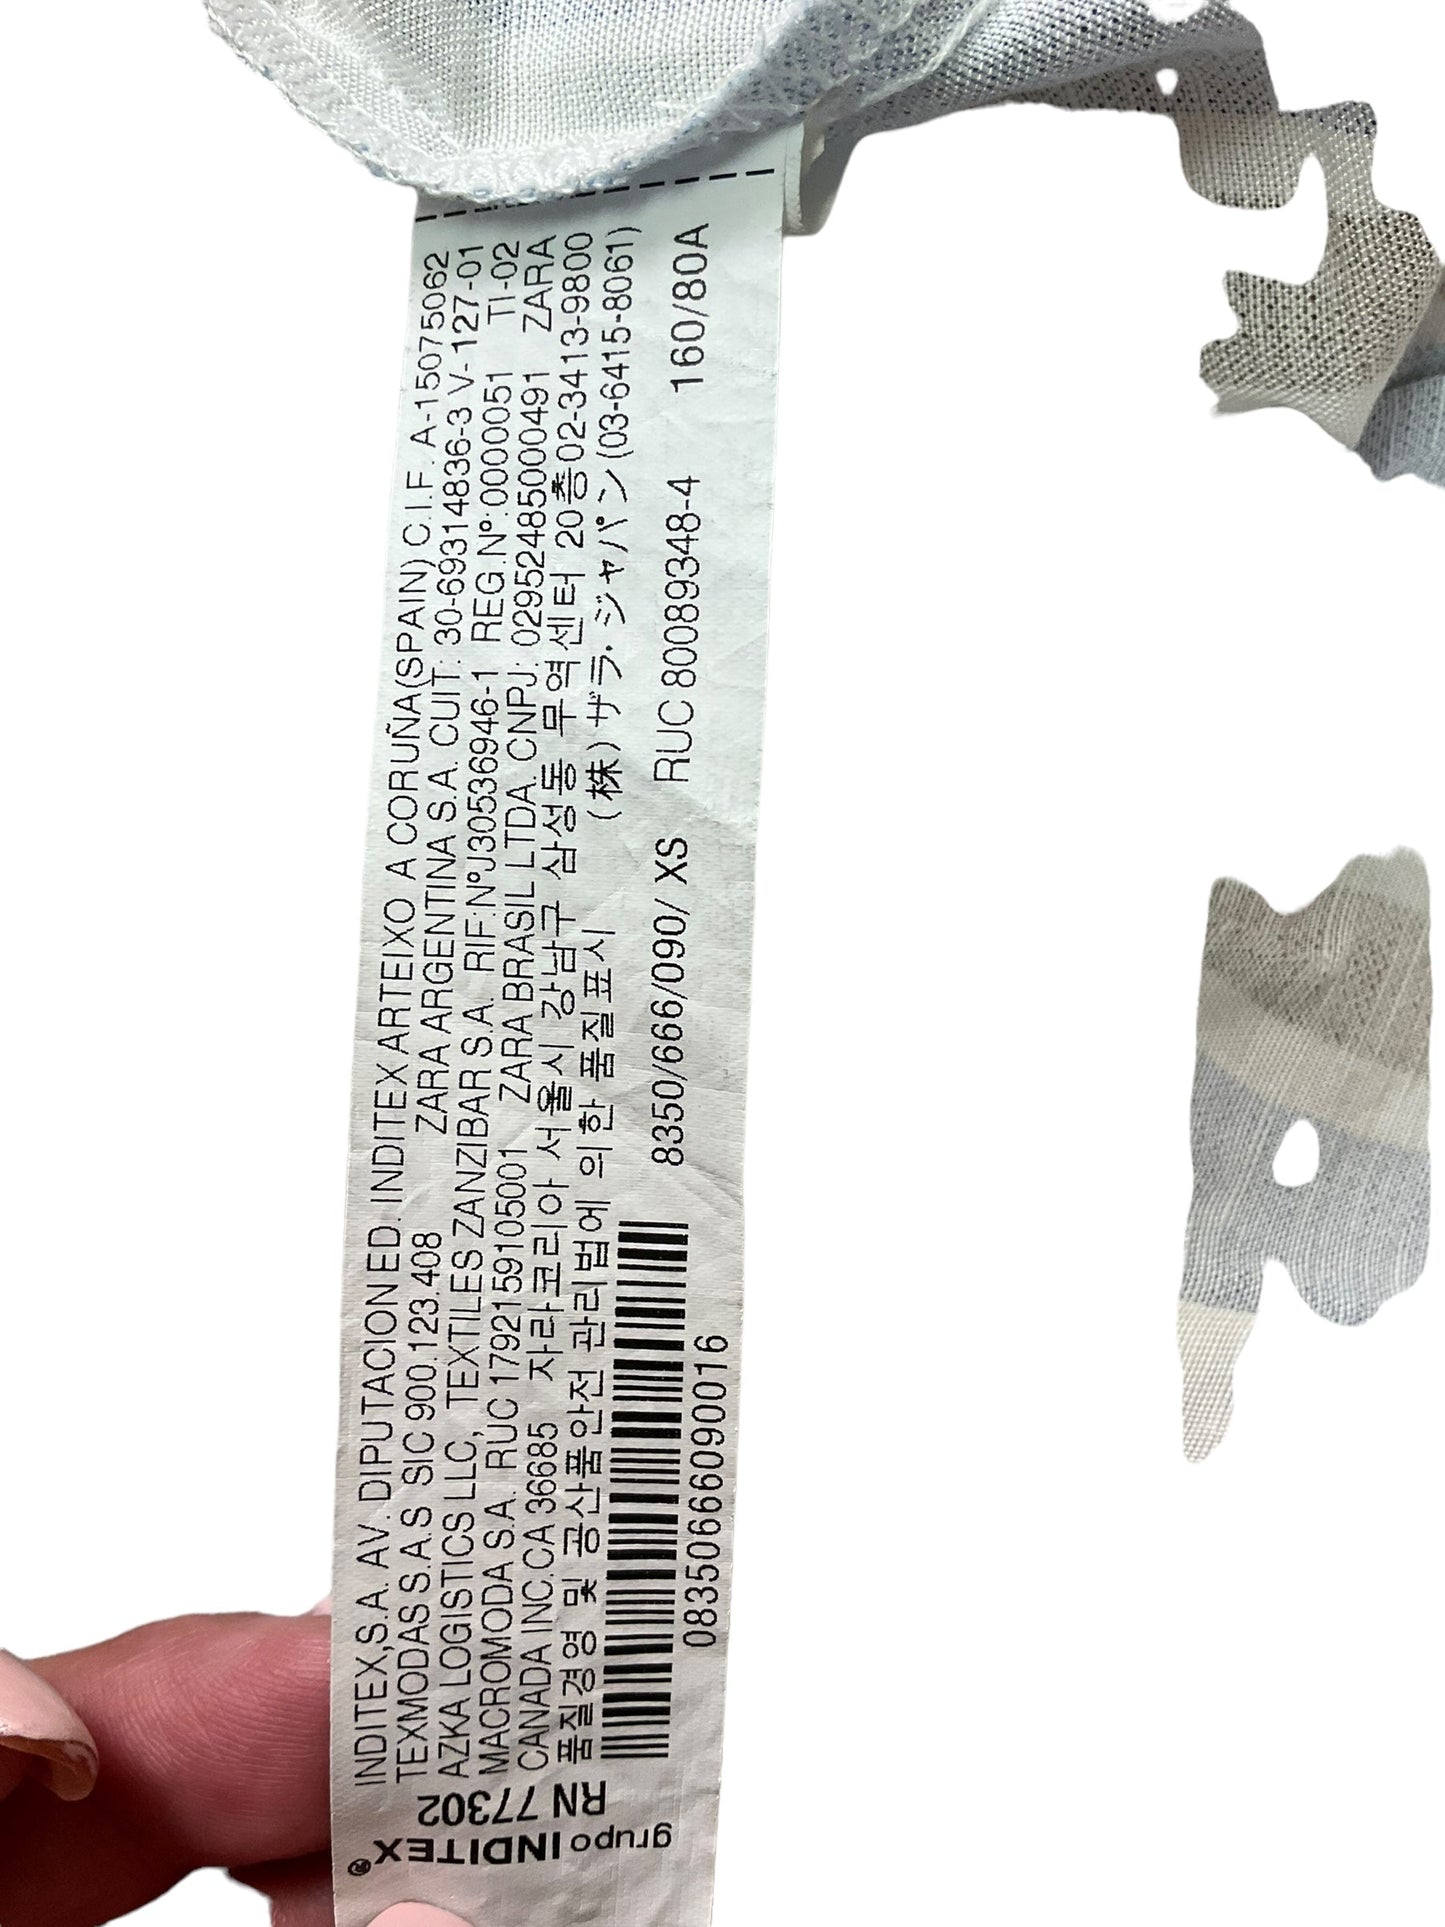 INDITEX,S.A. AV. DIPUTACION ED. INDITEX ARTEIXO A CORUÑA(SPAIN) C.I.F. A-15075062
TEXMODAS S.A.S SIC 900.123.408 ZARA ARGENTINA S.A. CUIT: 30-69314836-3 V-127-01
AZKA LOGISTICS LLC, TEXTILES ZANZIBAR S.A. RIF:NºJ30536946-1 REG.Nº:0000051 TI-02
MACROMODA S.A. RUC 1792159105001 ZARA BRASIL LTDA. CNPJ: 02952485000491 ZARA
CANADA INC.CA 36685 자라코리아 서울시 강남구 삼성동 무역센터 20층02-3413-9800
품질경영 및 공산품안전 관리법에 의한 품질표시 (株)ザラ・ジャパン(03-6415-8061)
8350/666/090/ XS RUC 80089348-4 160/80A
08350666090016
RN 77302
grupo INDITEX®